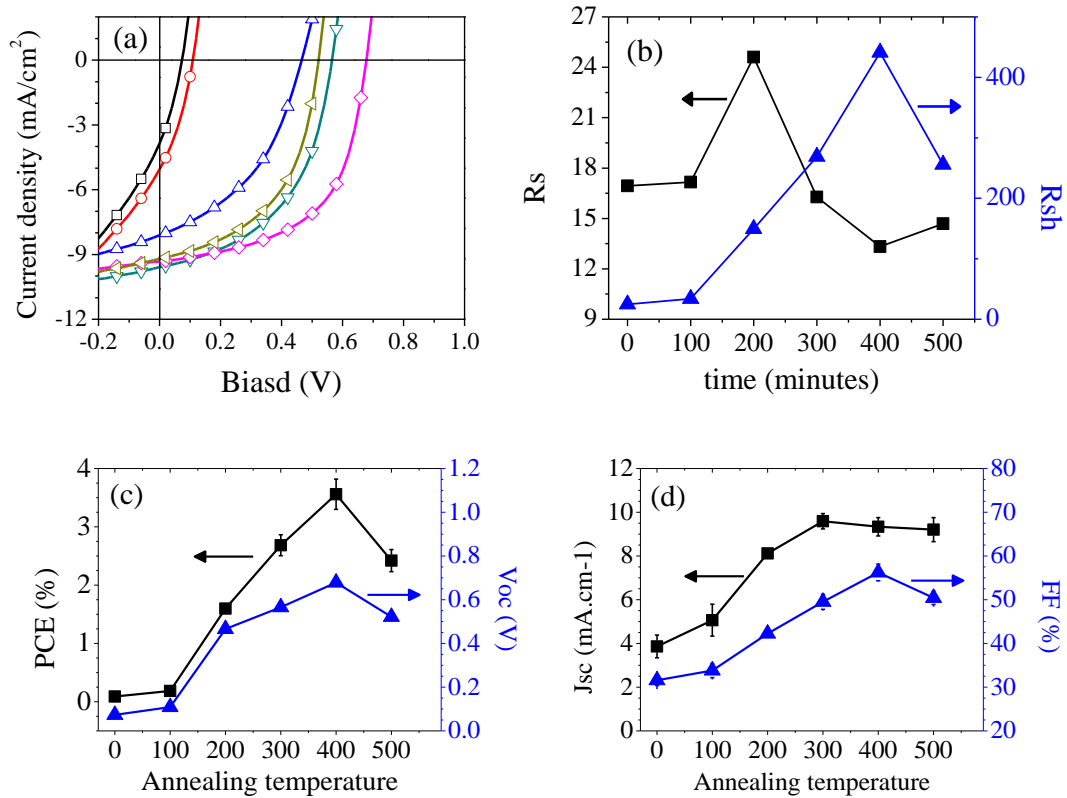 (a)
0
-3
-6
-9
-12
Current density (mA/cm²)
-0.2 0.0 0.2 0.4 0.6 0.8 1.0
Biasd (V)
(b)
27
24
21
18
15
12
9
Rs
400
200
0
Rsh
0 100 200 300 400 500
time (minutes)
(c)
4
3
2
1
0
PCE (%)
1.2
1.0
0.8
0.6
0.4
0.2
0.0
Voc (V)
0 100 200 300 400 500
Annealing temperature
(d)
12
10
8
6
4
2
0
Jsc (mA.cm-1)
80
70
60
50
40
30
20
FF (%)
0 100 200 300 400 500
Annealing temperature